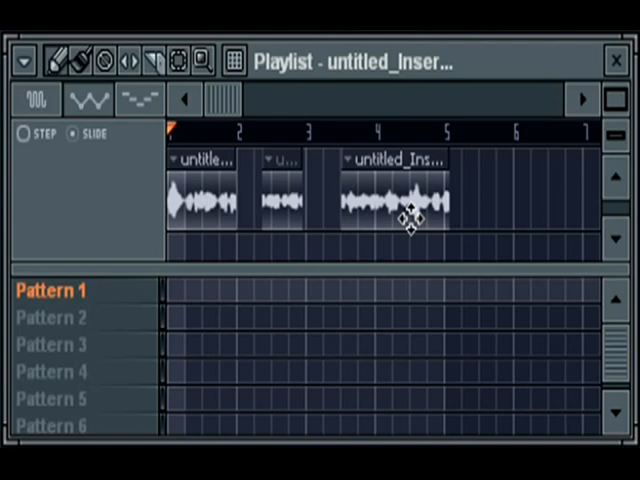 Playlist - untitled_Inser...
STEP SLIDE
2 3 4 5 6 7
untitle... u... untitled_Ins...
Pattern 1
Pattern 2
Pattern 3
Pattern 4
Pattern 5
Pattern 6